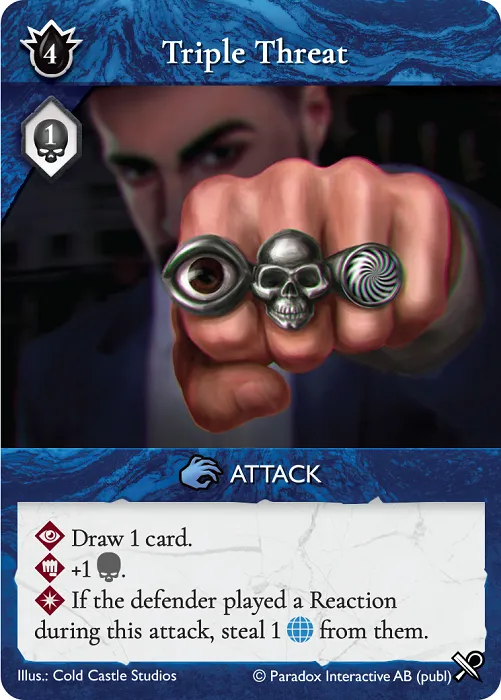 4
Triple Threat
1
ATTACK
Draw 1 card.
+1 .
If the defender played a Reaction
during this attack, steal 1 from them.
Illus.: Cold Castle Studios
© Paradox Interactive AB (publ)